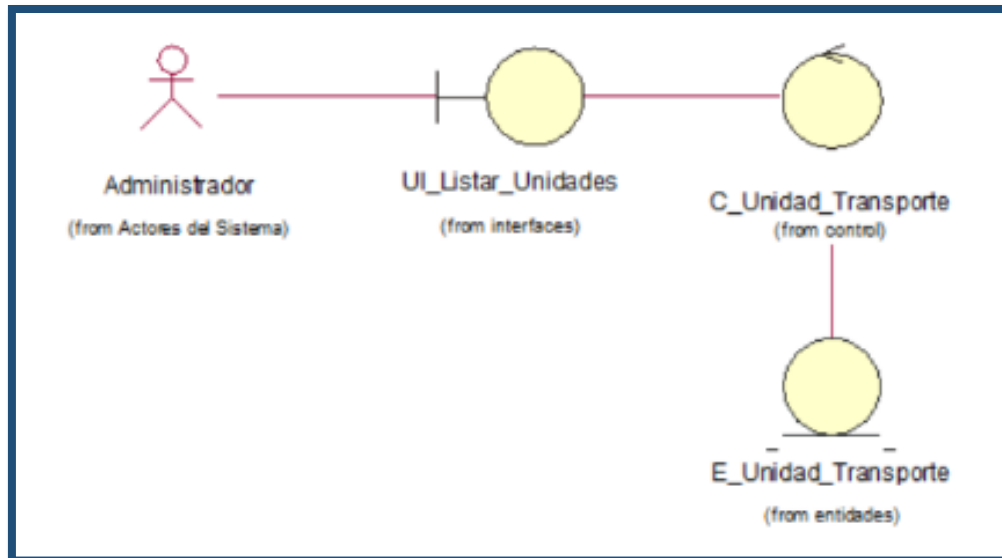 Administrador
(from Actores del Sistema)
UI_Listar_Unidades
(from interfaces)
C_Unidad_Transporte
(from control)
E_Unidad_Transporte
(from entidades)